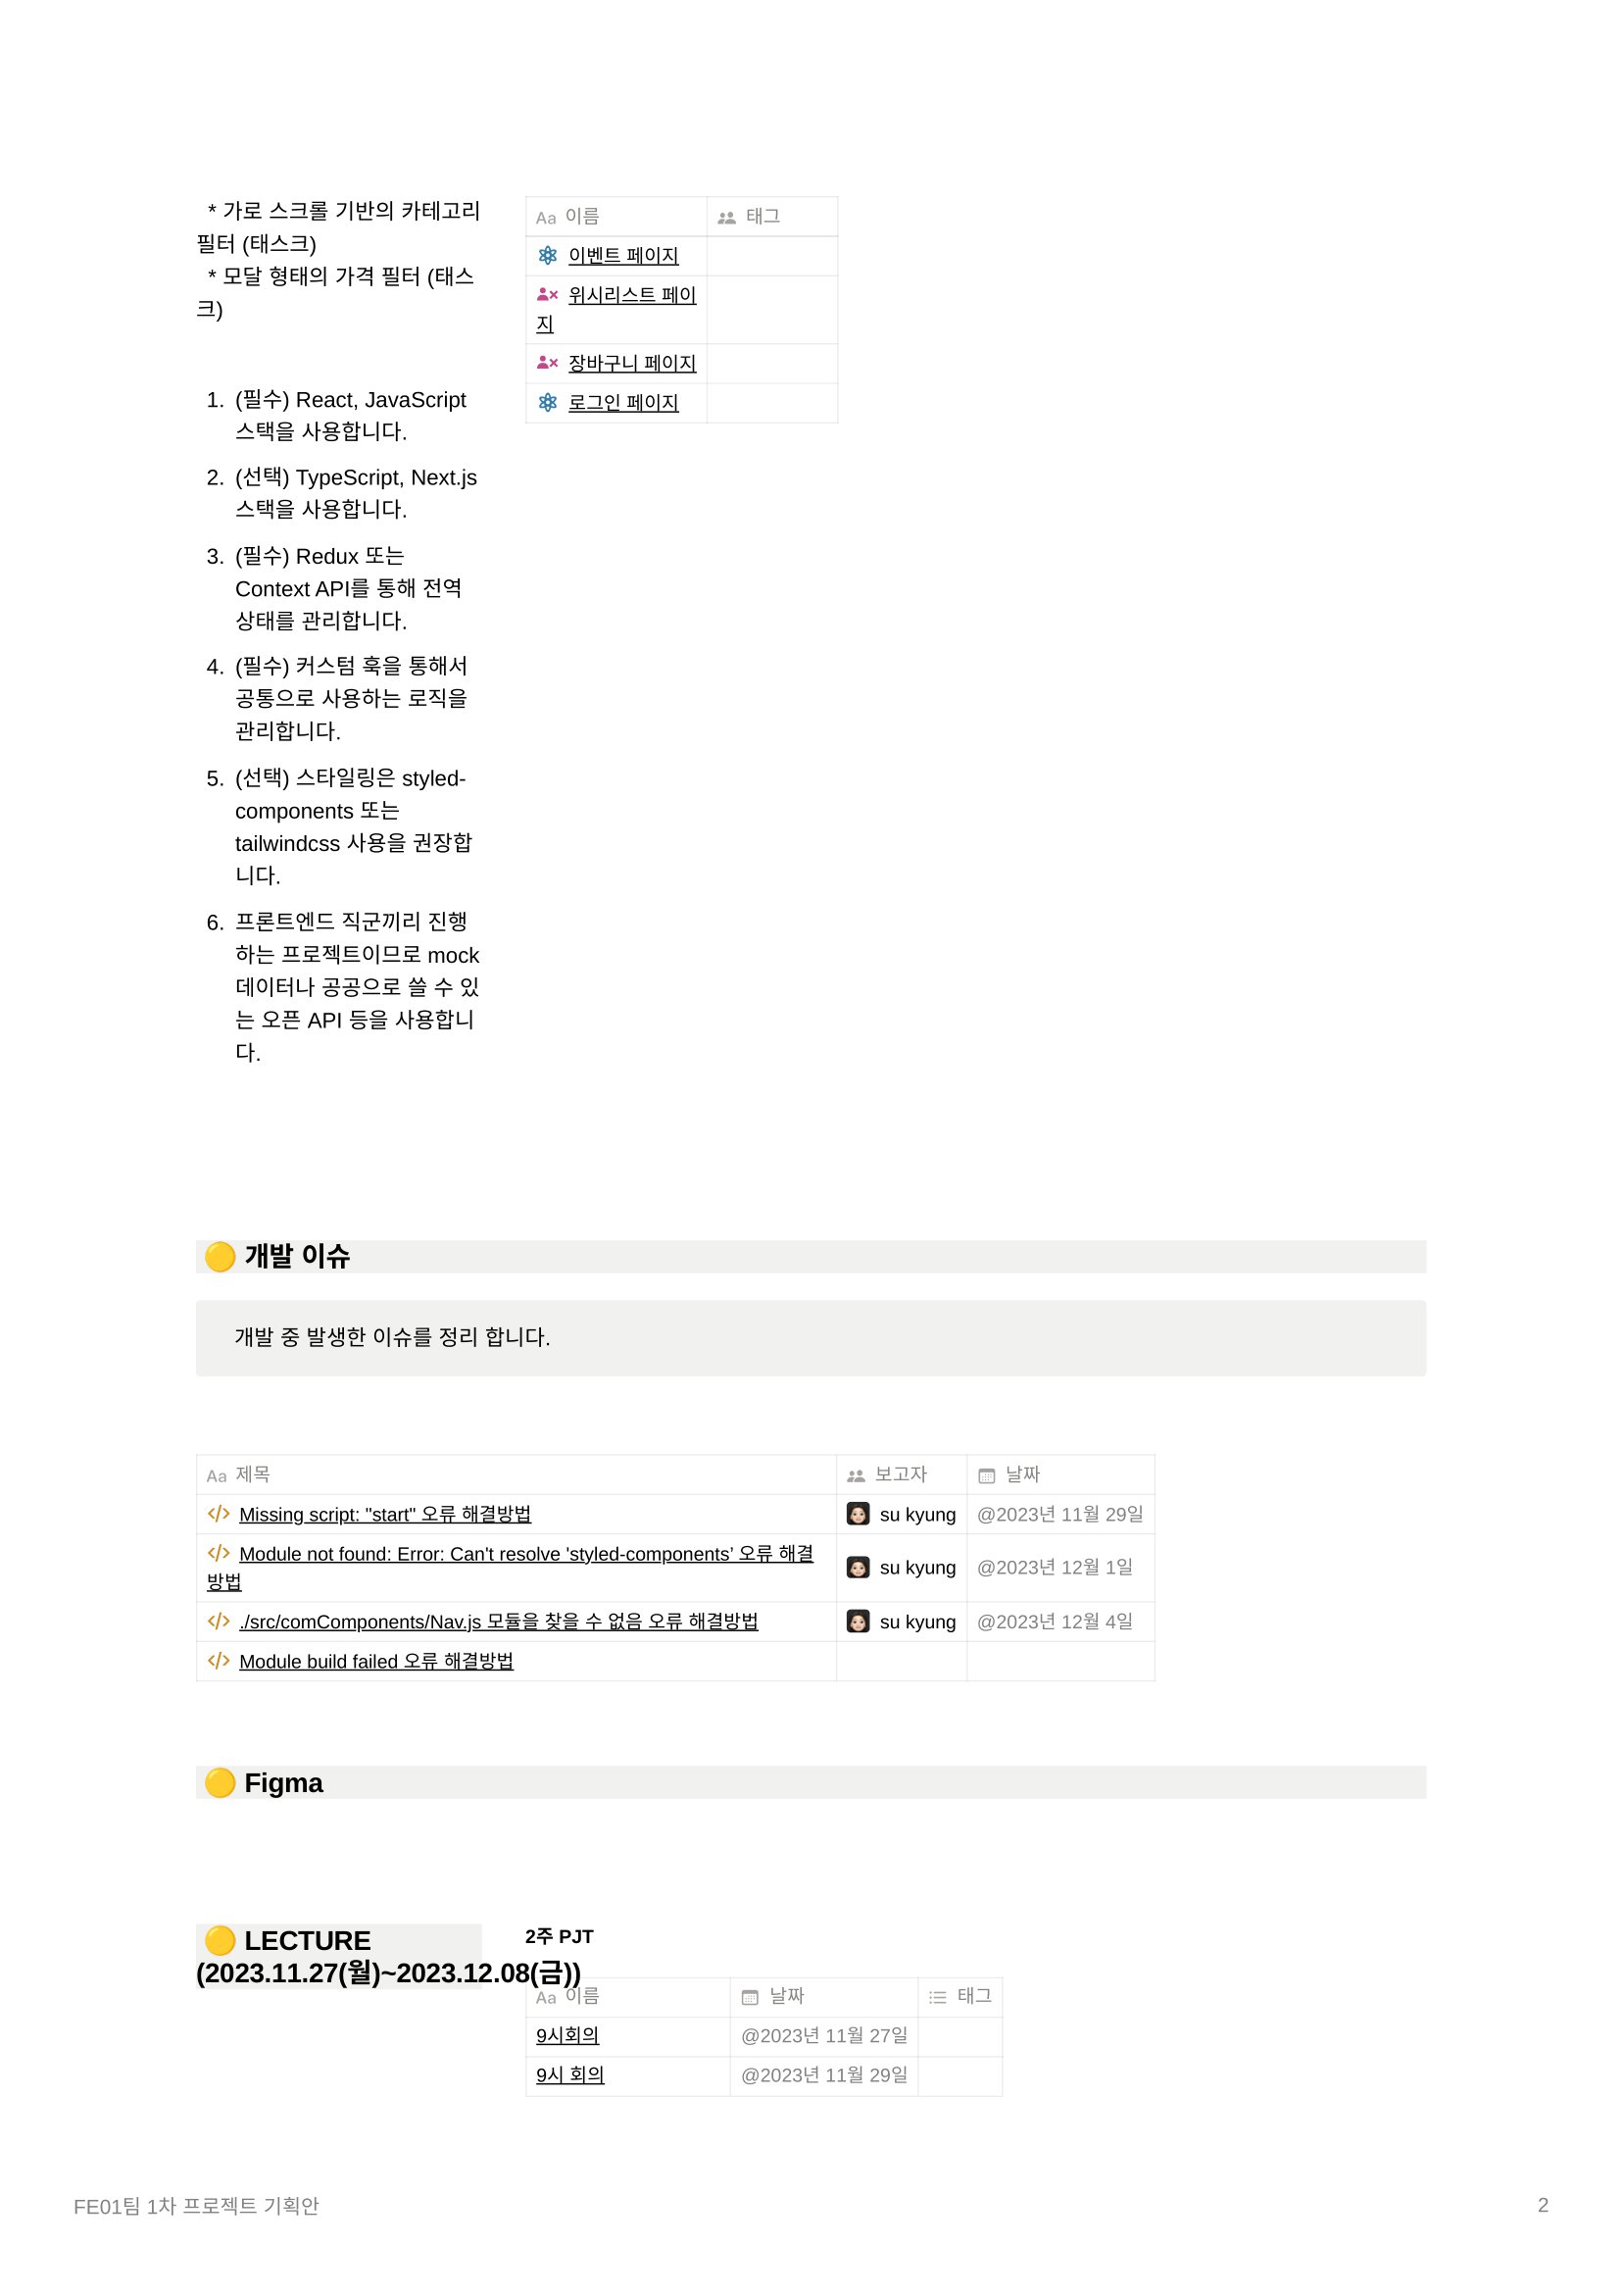 * 가로 스크롤 기반의 카테고리
필터 (태스크)
* 모달 형태의 가격 필터 (태스
크)
1. (필수) React, JavaScript
스택을 사용합니다.
2. (선택) TypeScript, Next.js
스택을 사용합니다.
3. (필수) Redux 또는
Context API를 통해 전역
상태를 관리합니다.
4. (필수) 커스텀 훅을 통해서
공통으로 사용하는 로직을
관리합니다.
5. (선택) 스타일링은 styled-
components 또는
tailwindcss 사용을 권장합
니다.
6. 프론트엔드 직군끼리 진행
하는 프로젝트이므로 mock
데이터나 공공으로 쓸 수 있
는 오픈 API 등을 사용합니
다.
Aa 이름 태그
이벤트 페이지
위시리스트 페이
지
장바구니 페이지
로그인 페이지
개발 이슈
개발 중 발생한 이슈를 정리 합니다.
Aa 제목 보고자 날짜
Missing script: "start" 오류 해결방법 su kyung @2023년 11월 29일
Module not found: Error: Can't resolve 'styled-components’ 오류 해결
방법 su kyung @2023년 12월 1일
./src/comComponents/Nav.js 모듈을 찾을 수 없음 오류 해결방법 su kyung @2023년 12월 4일
Module build failed 오류 해결방법
Figma
LECTURE
(2023.11.27(월)~2023.12.08(금))
2주 PJT
Aa 이름 날짜 태그
9시회의 @2023년 11월 27일
9시 회의 @2023년 11월 29일
FE01팀 1차 프로젝트 기획안 2